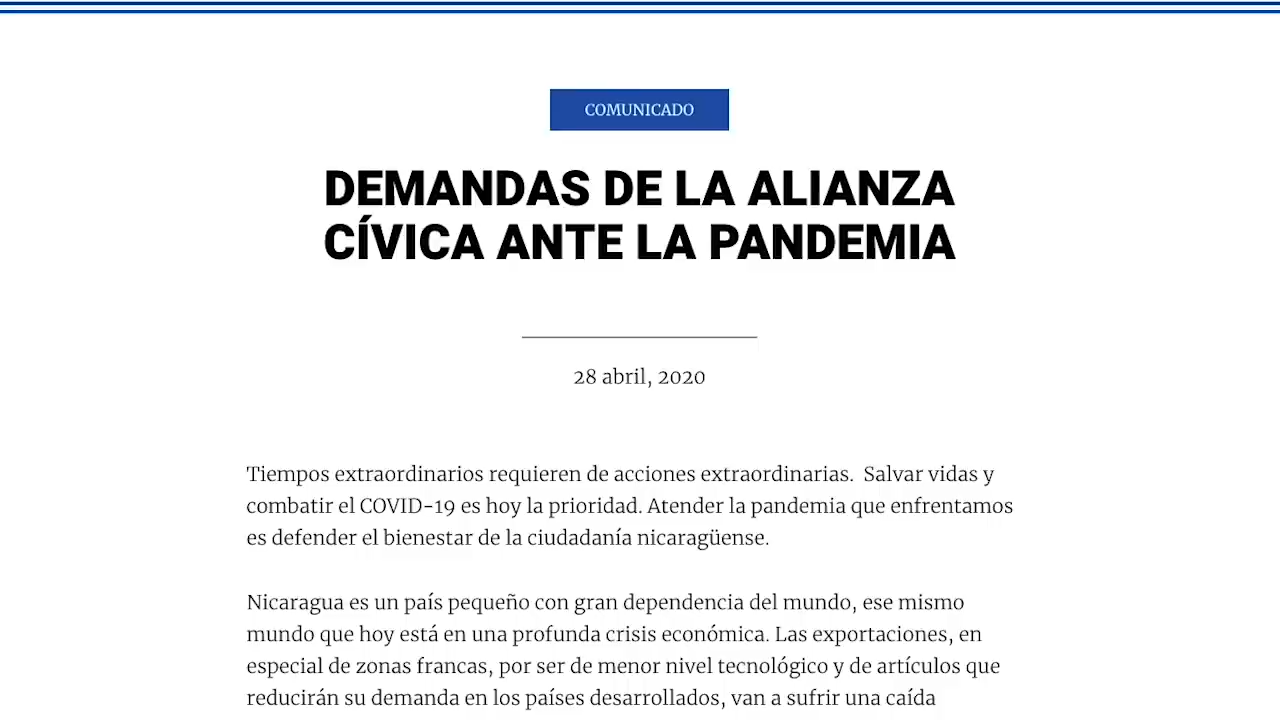 COMUNICADO
DEMANDAS DE LA ALIANZA
CÍVICA ANTE LA PANDEMIA
28 abril, 2020
Tiempos extraordinarios requieren de acciones extraordinarias.  Salvar vidas y
combatir el COVID-19 es hoy la prioridad. Atender la pandemia que enfrentamos
es defender el bienestar de la ciudadanía nicaragüense.
Nicaragua es un país pequeño con gran dependencia del mundo, ese mismo
mundo que hoy está en una profunda crisis económica. Las exportaciones, en
especial de zonas francas, por ser de menor nivel tecnológico y de artículos que
reducirán su demanda en los países desarrollados, van a sufrir una caída